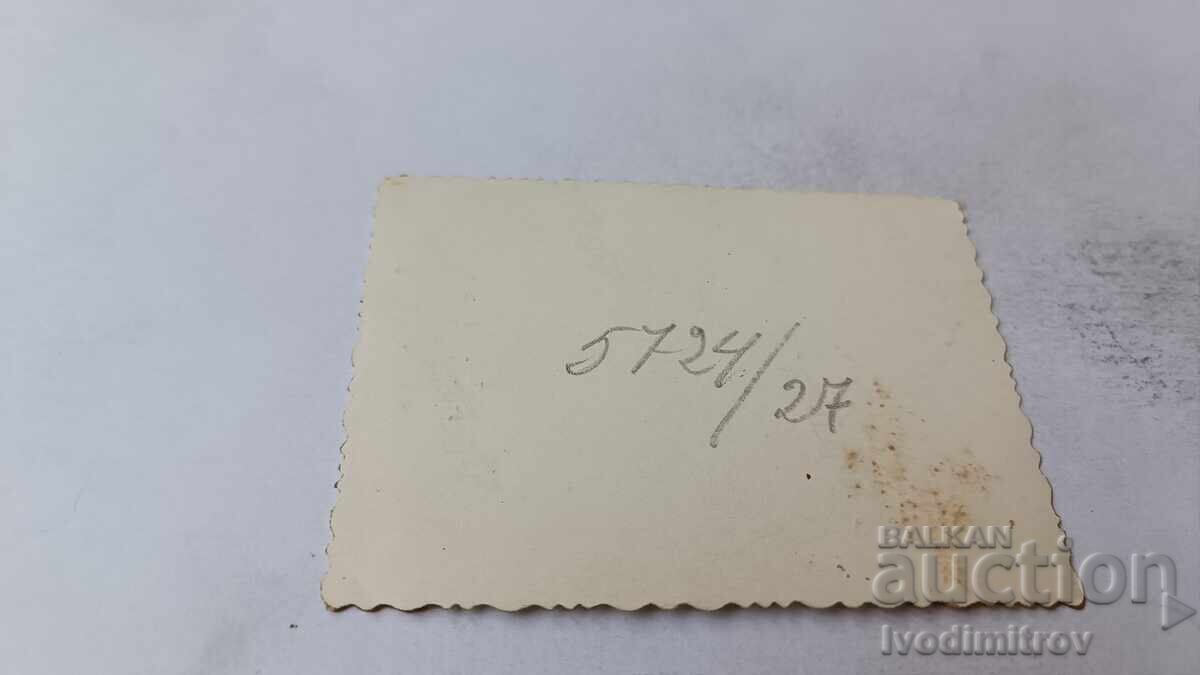 5724/27
BALKAN
auction
Ivodimitrov